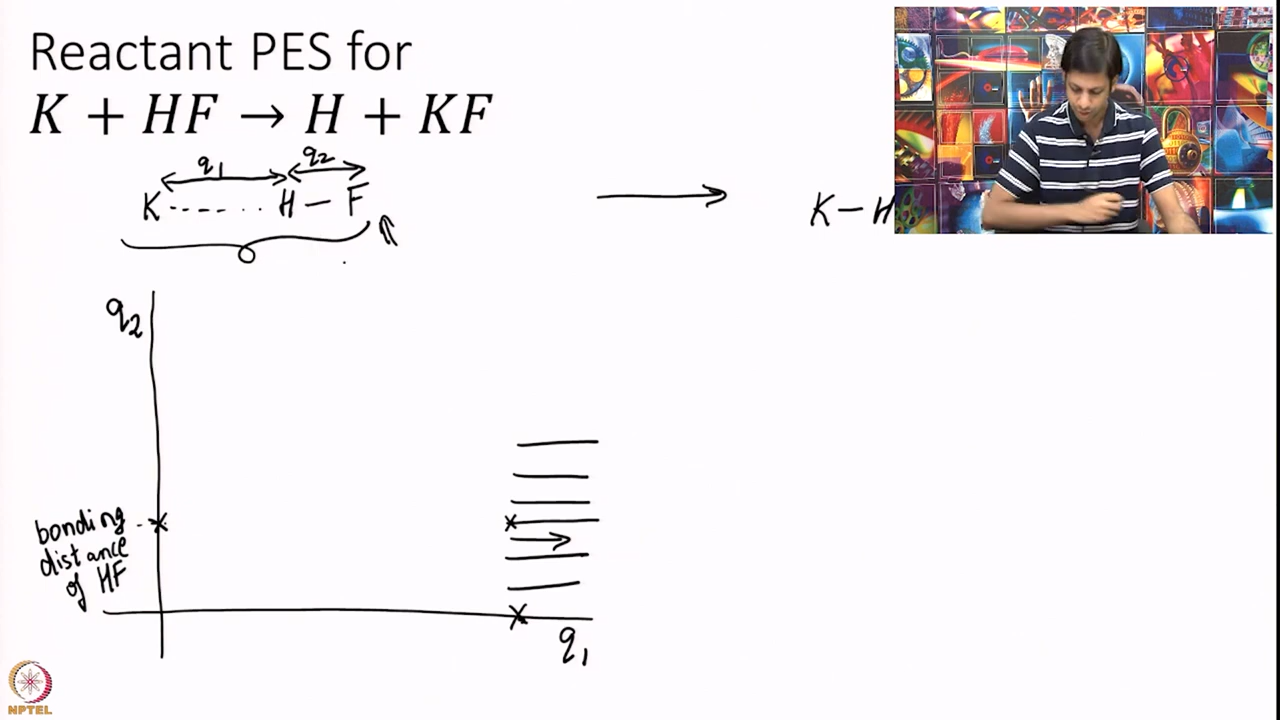 Reactant PES for
K + HF → H + KF
q₁ q₂
K ------ H – F → K – H
q₂
bonding
distance
of HF
q₁
NPTEL